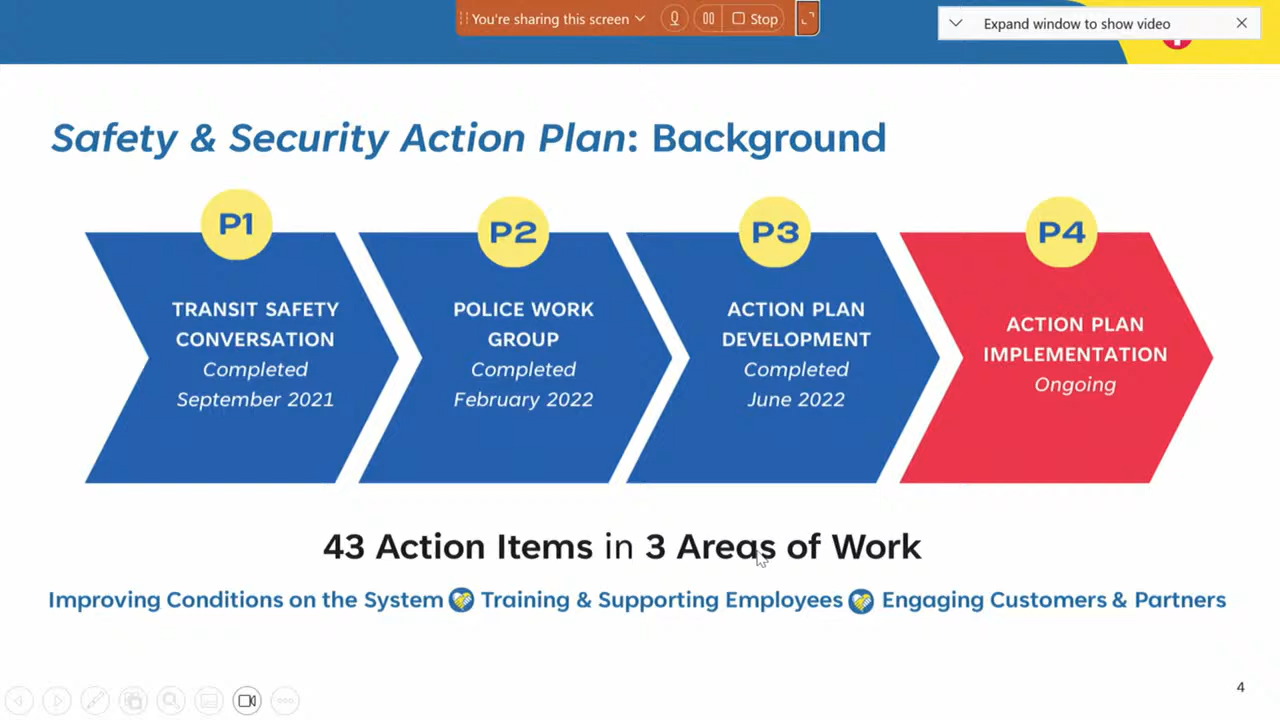 You're sharing this screen
Stop
Expand window to show video
Safety & Security Action Plan: Background
P1
P2
P3
P4
TRANSIT SAFETY
CONVERSATION
Completed
September 2021
POLICE WORK
GROUP
Completed
February 2022
ACTION PLAN
DEVELOPMENT
Completed
June 2022
ACTION PLAN
IMPLEMENTATION
Ongoing
43 Action Items in 3 Areas of Work
Improving Conditions on the System Training & Supporting Employees Engaging Customers & Partners
4